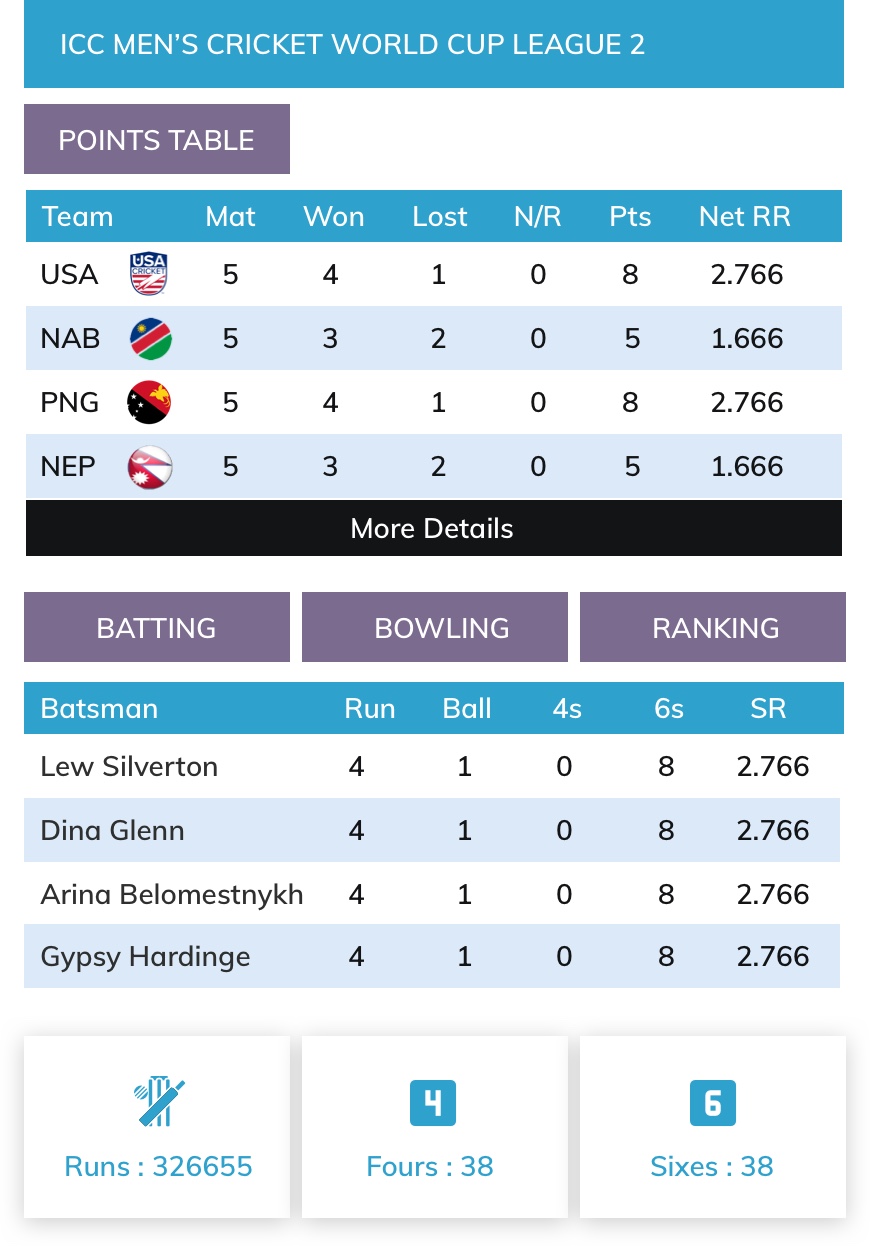 ICC MEN’S CRICKET WORLD CUP LEAGUE 2
POINTS TABLE
Team Mat Won Lost N/R Pts Net RR
USA USA CRICKET 5 4 1 0 8 2.766
NAB 5 3 2 0 5 1.666
PNG 5 4 1 0 8 2.766
NEP 5 3 2 0 5 1.666
More Details
BATTING BOWLING RANKING
Batsman Run Ball 4s 6s SR
Lew Silverton 4 1 0 8 2.766
Dina Glenn 4 1 0 8 2.766
Arina Belomestnykh 4 1 0 8 2.766
Gypsy Hardinge 4 1 0 8 2.766
4 6
Runs : 326655 Fours : 38 Sixes : 38